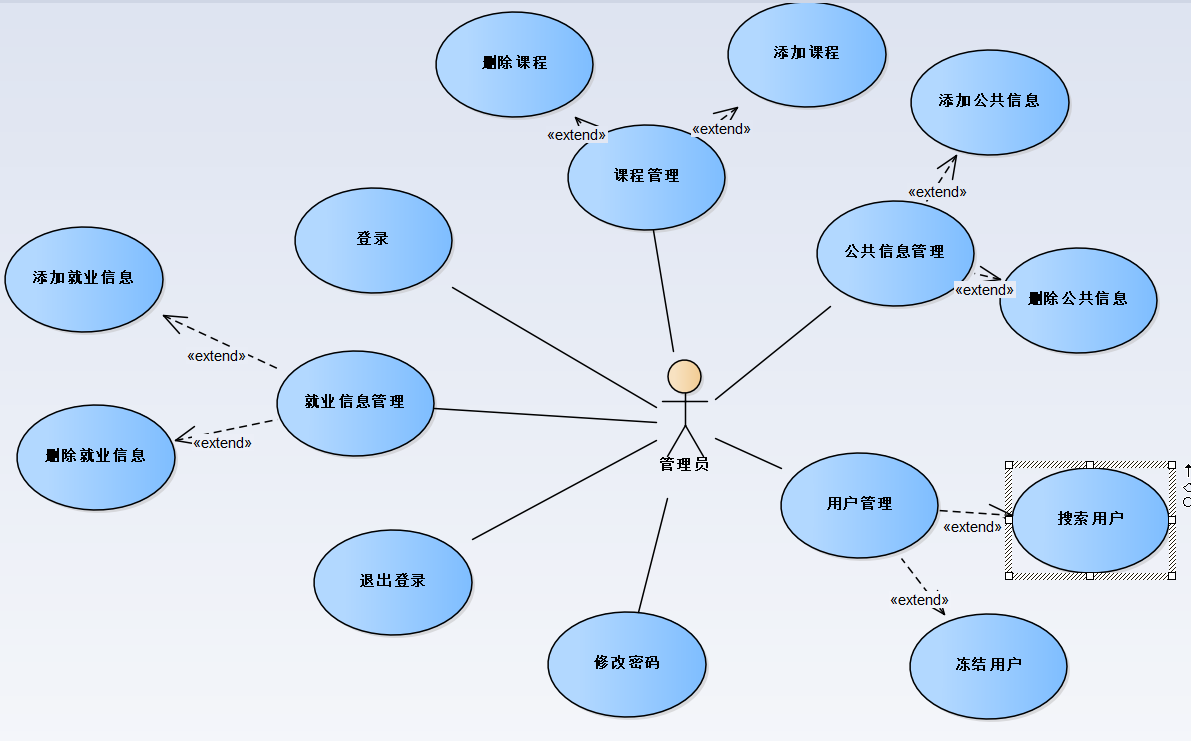 删除课程
添加课程
添加公共信息
«extend»
«extend»
课程管理
«extend»
登录
公共信息管理
添加就业信息
«extend»
删除公共信息
«extend»
就业信息管理
«extend»
删除就业信息
管理员
用户管理
搜索用户
«extend»
退出登录
«extend»
修改密码
冻结用户